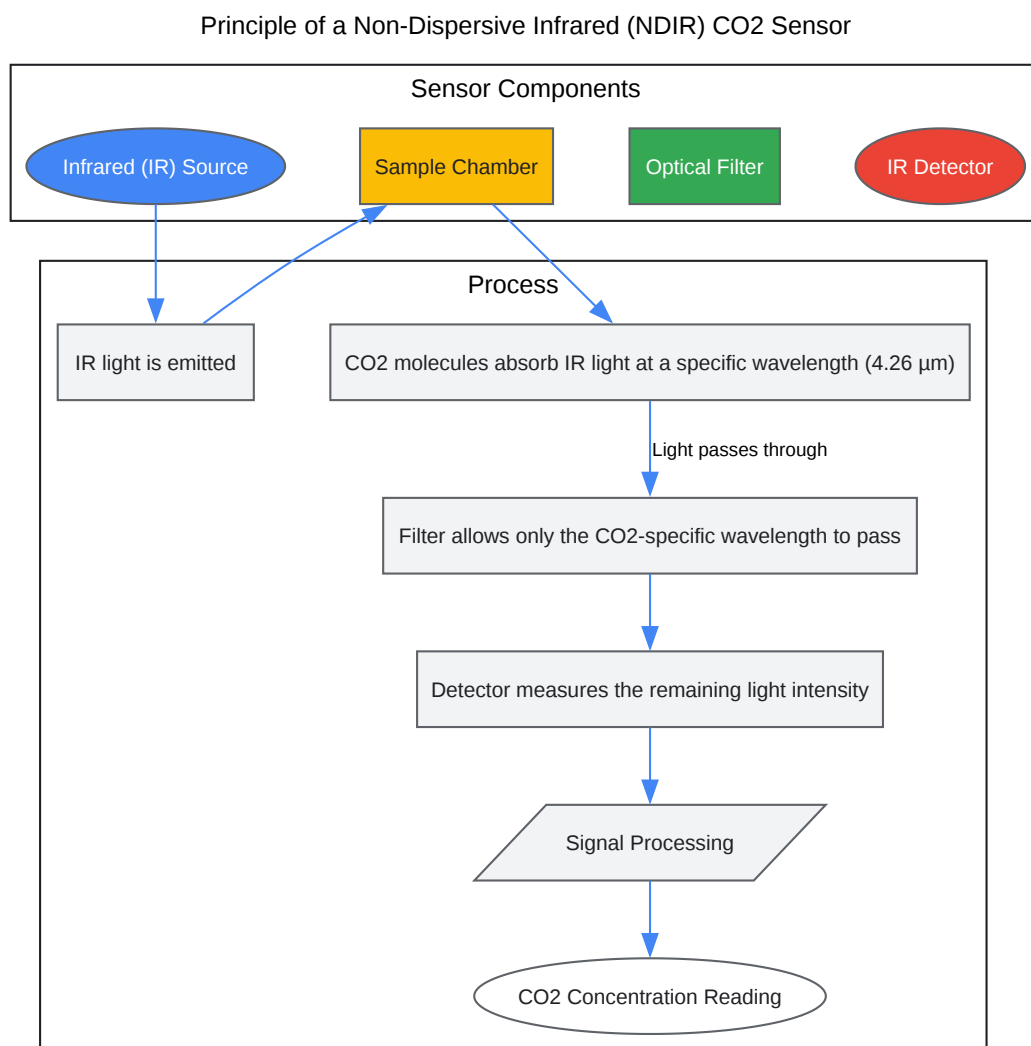 Principle of a Non-Dispersive Infrared (NDIR) CO2 Sensor
Sensor Components
Infrared (IR) Source
Sample Chamber
Optical Filter
IR Detector
Process
IR light is emitted
CO2 molecules absorb IR light at a specific wavelength (4.26 µm)
Light passes through
Filter allows only the CO2-specific wavelength to pass
Detector measures the remaining light intensity
Signal Processing
CO2 Concentration Reading